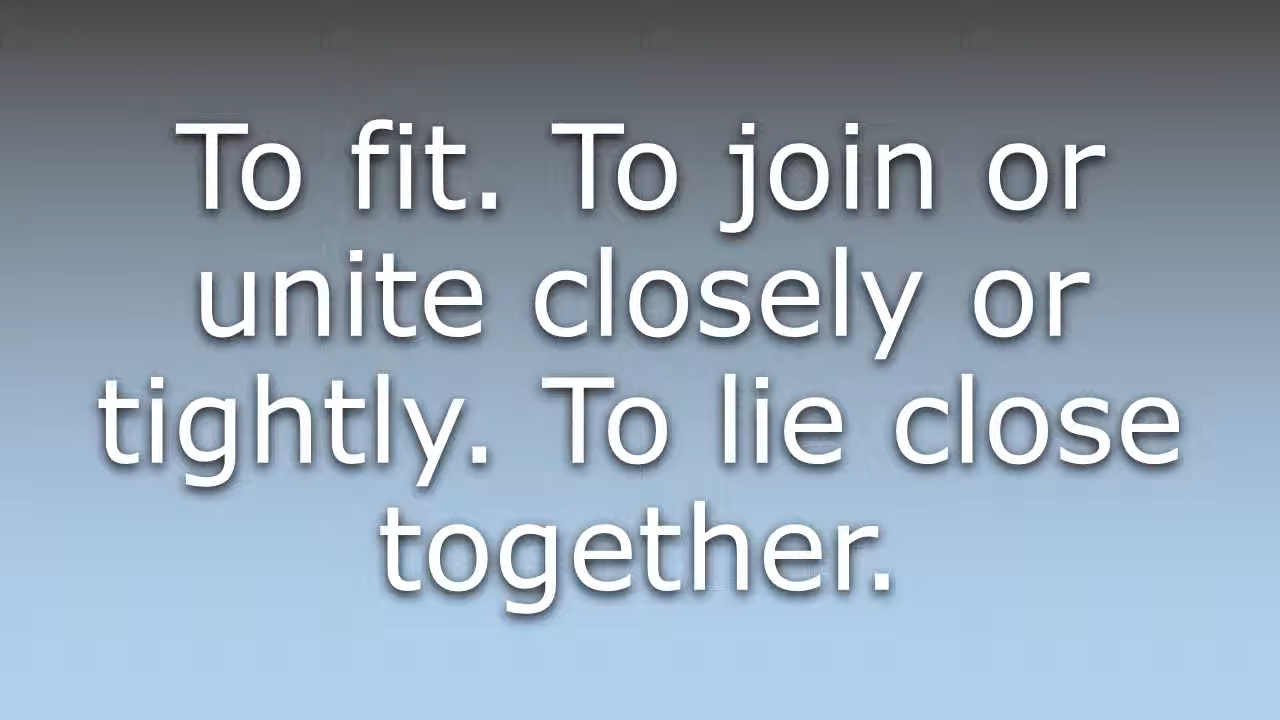 To fit. To join or
unite closely or
tightly. To lie close
together.